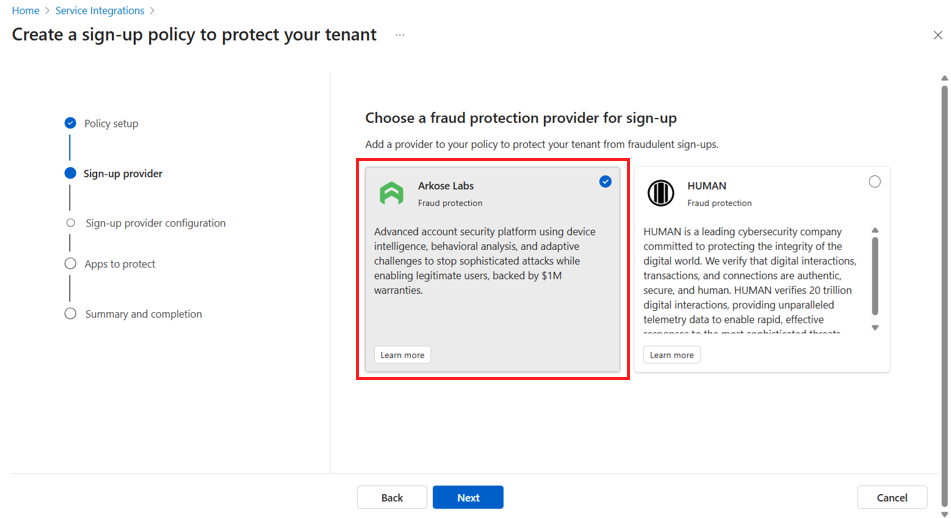 Home > Service Integrations >
Create a sign-up policy to protect your tenant ...
Policy setup
Sign-up provider
Sign-up provider configuration
Apps to protect
Summary and completion
Choose a fraud protection provider for sign-up
Add a provider to your policy to protect your tenant from fraudulent sign-ups.
Arkose Labs
Fraud protection
Advanced account security platform using device
intelligence, behavioral analysis, and adaptive
challenges to stop sophisticated attacks while
enabling legitimate users, backed by $1M
warranties.
Learn more
HUMAN
Fraud protection
HUMAN is a leading cybersecurity company
committed to protecting the integrity of the
digital world. We verify that digital interactions,
transactions, and connections are authentic,
secure, and human. HUMAN verifies 20 trillion
digital interactions, providing unparalleled
telemetry data to enable rapid, effective
responses to the most sophisticated threats
Learn more
Back
Next
Cancel